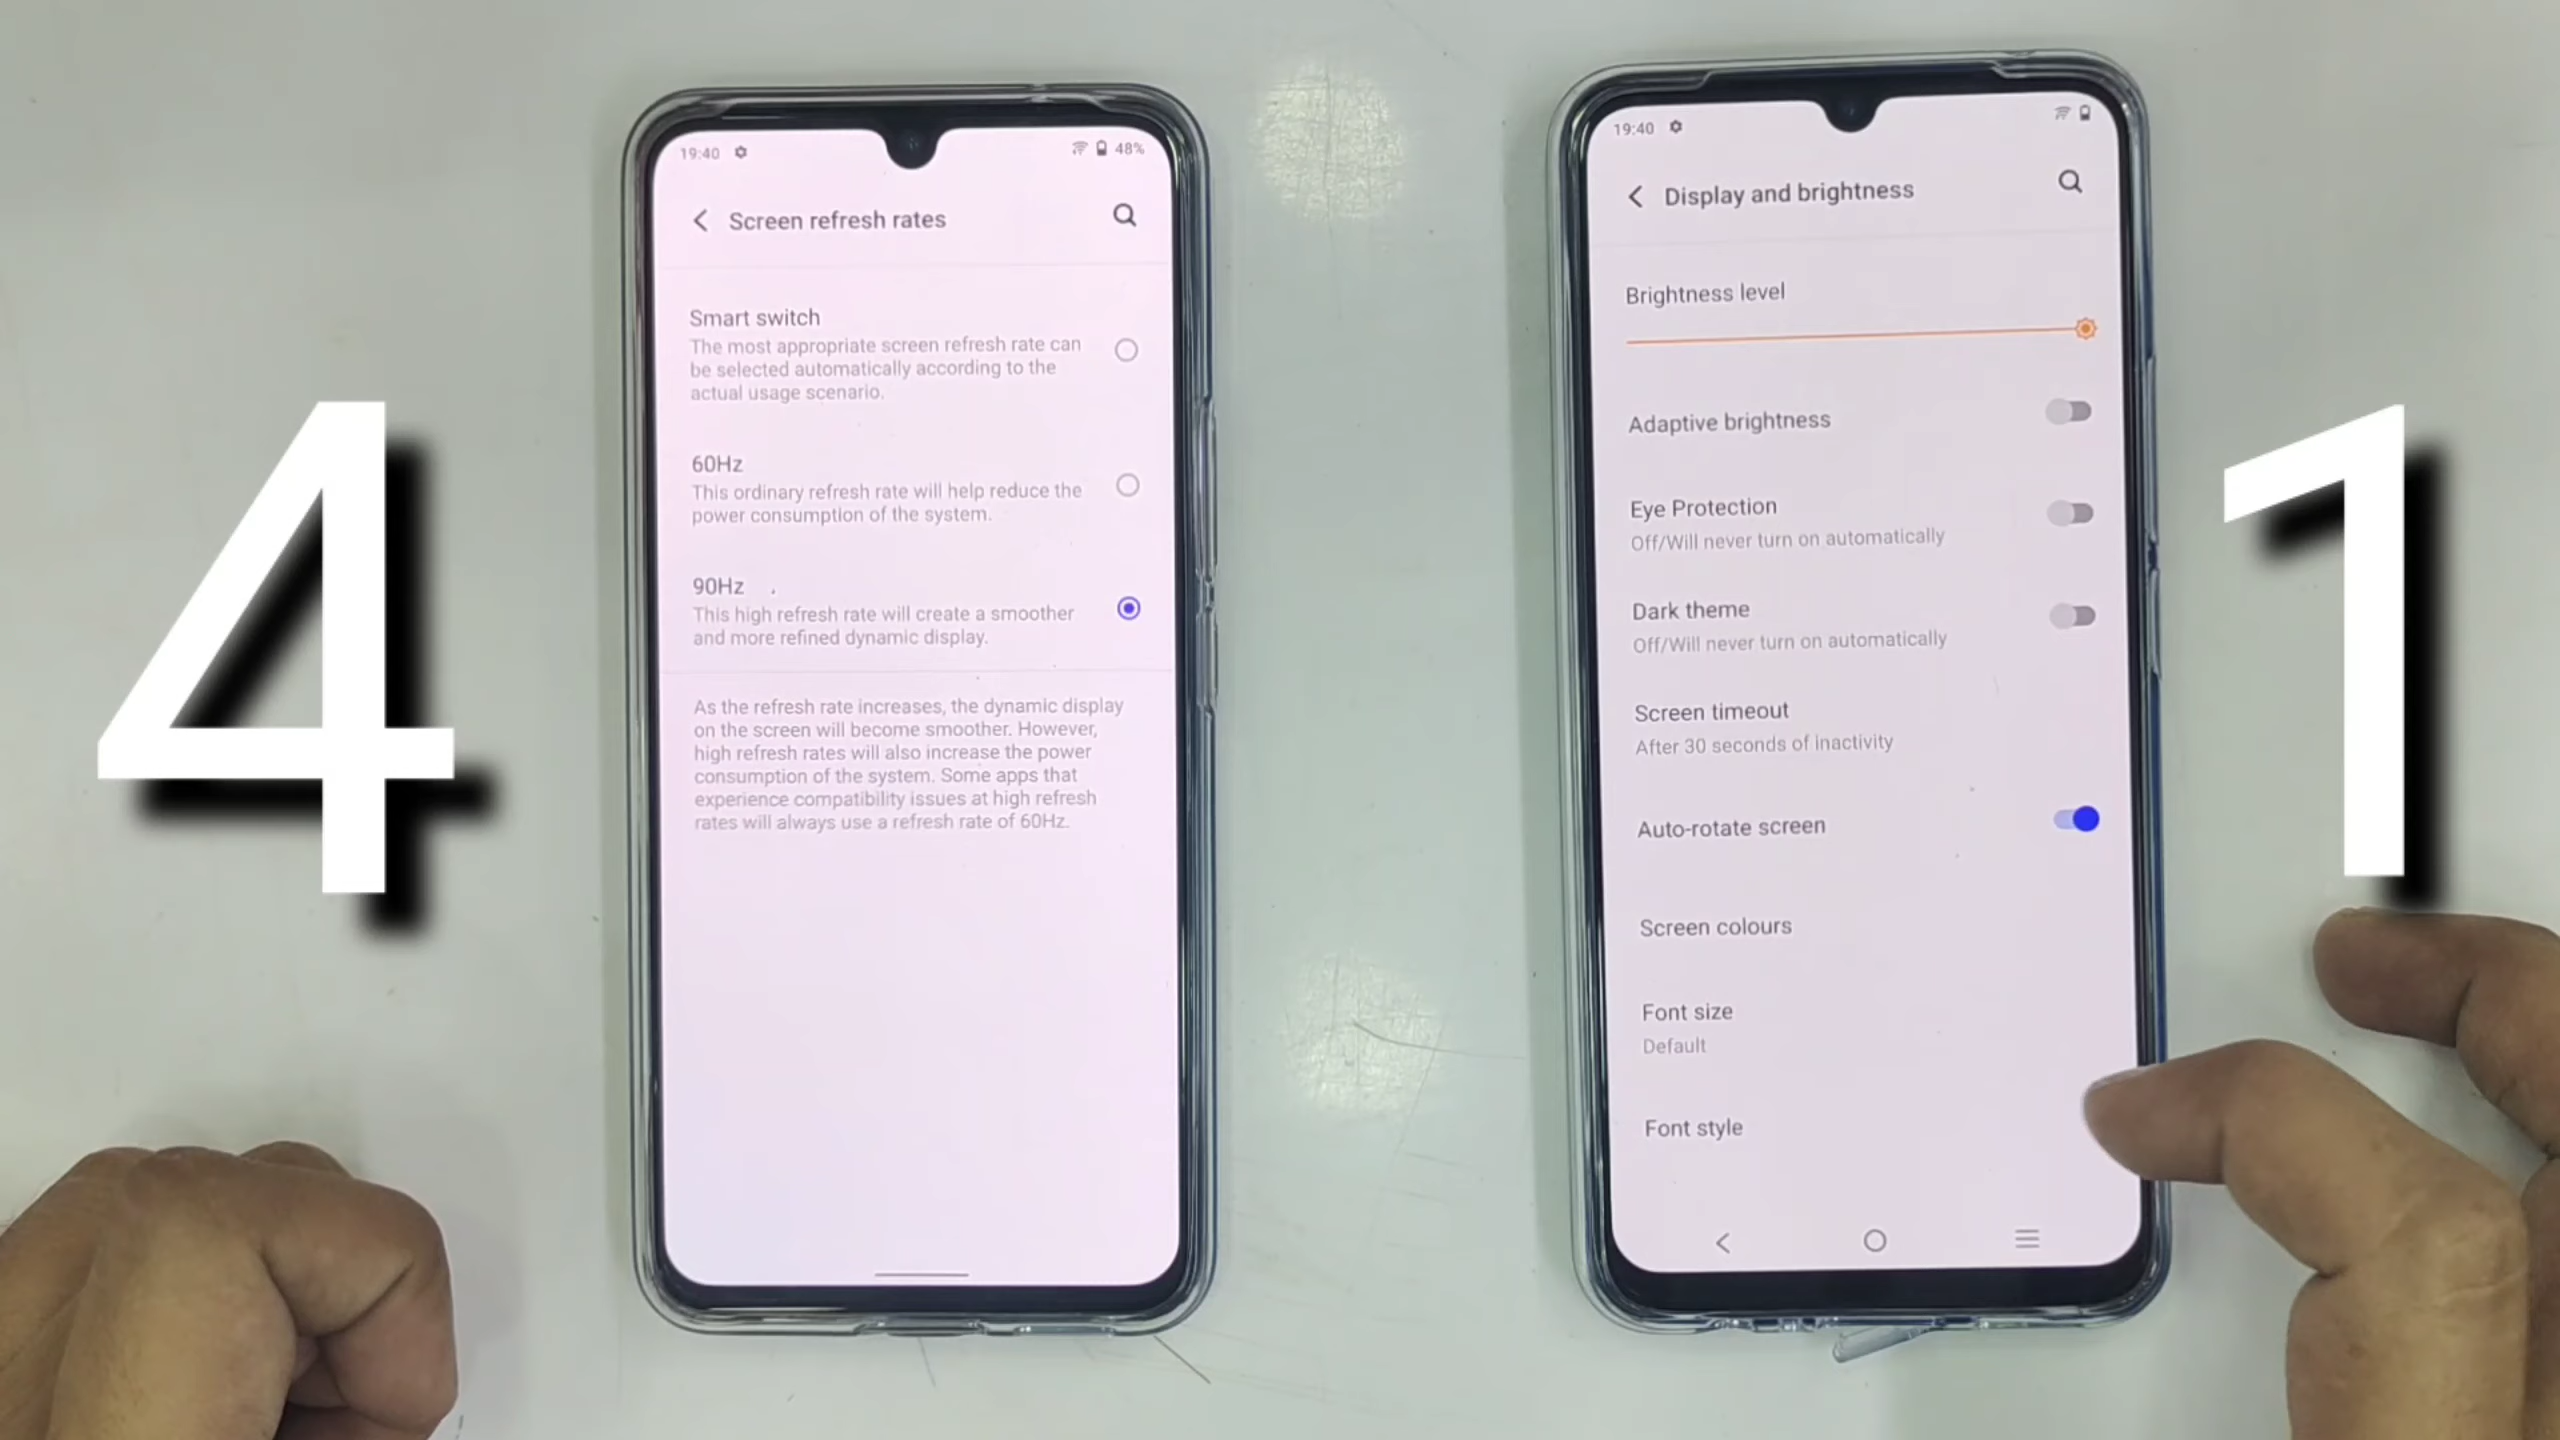 4
19:40
48%
Screen refresh rates
Smart switch
The most appropriate screen refresh rate can
be selected automatically according to the
actual usage scenario.
60Hz
This ordinary refresh rate will help reduce the
power consumption of the system.
90Hz
This high refresh rate will create a smoother
and more refined dynamic display.
As the refresh rate increases, the dynamic display
on the screen will become smoother. However,
high refresh rates will also increase the power
consumption of the system. Some apps that
experience compatibility issues at high refresh
rates will always use a refresh rate of 60Hz.
19:40
Display and brightness
Brightness level
Adaptive brightness
Eye Protection
Off/Will never turn on automatically
Dark theme
Off/Will never turn on automatically
Screen timeout
After 30 seconds of inactivity
Auto-rotate screen
Screen colours
Font size
Default
Font style
1